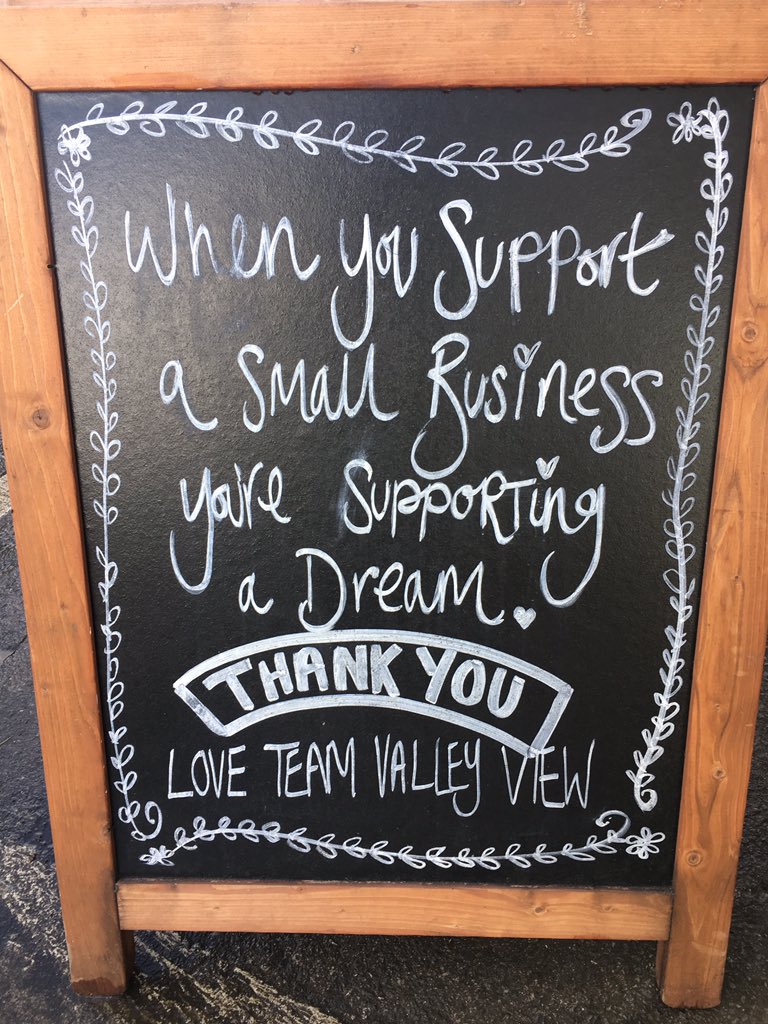 When you Support
a Small Business
you're Supporting
a Dream.
THANK YOU
LOVE TEAM VALLEY VIEW